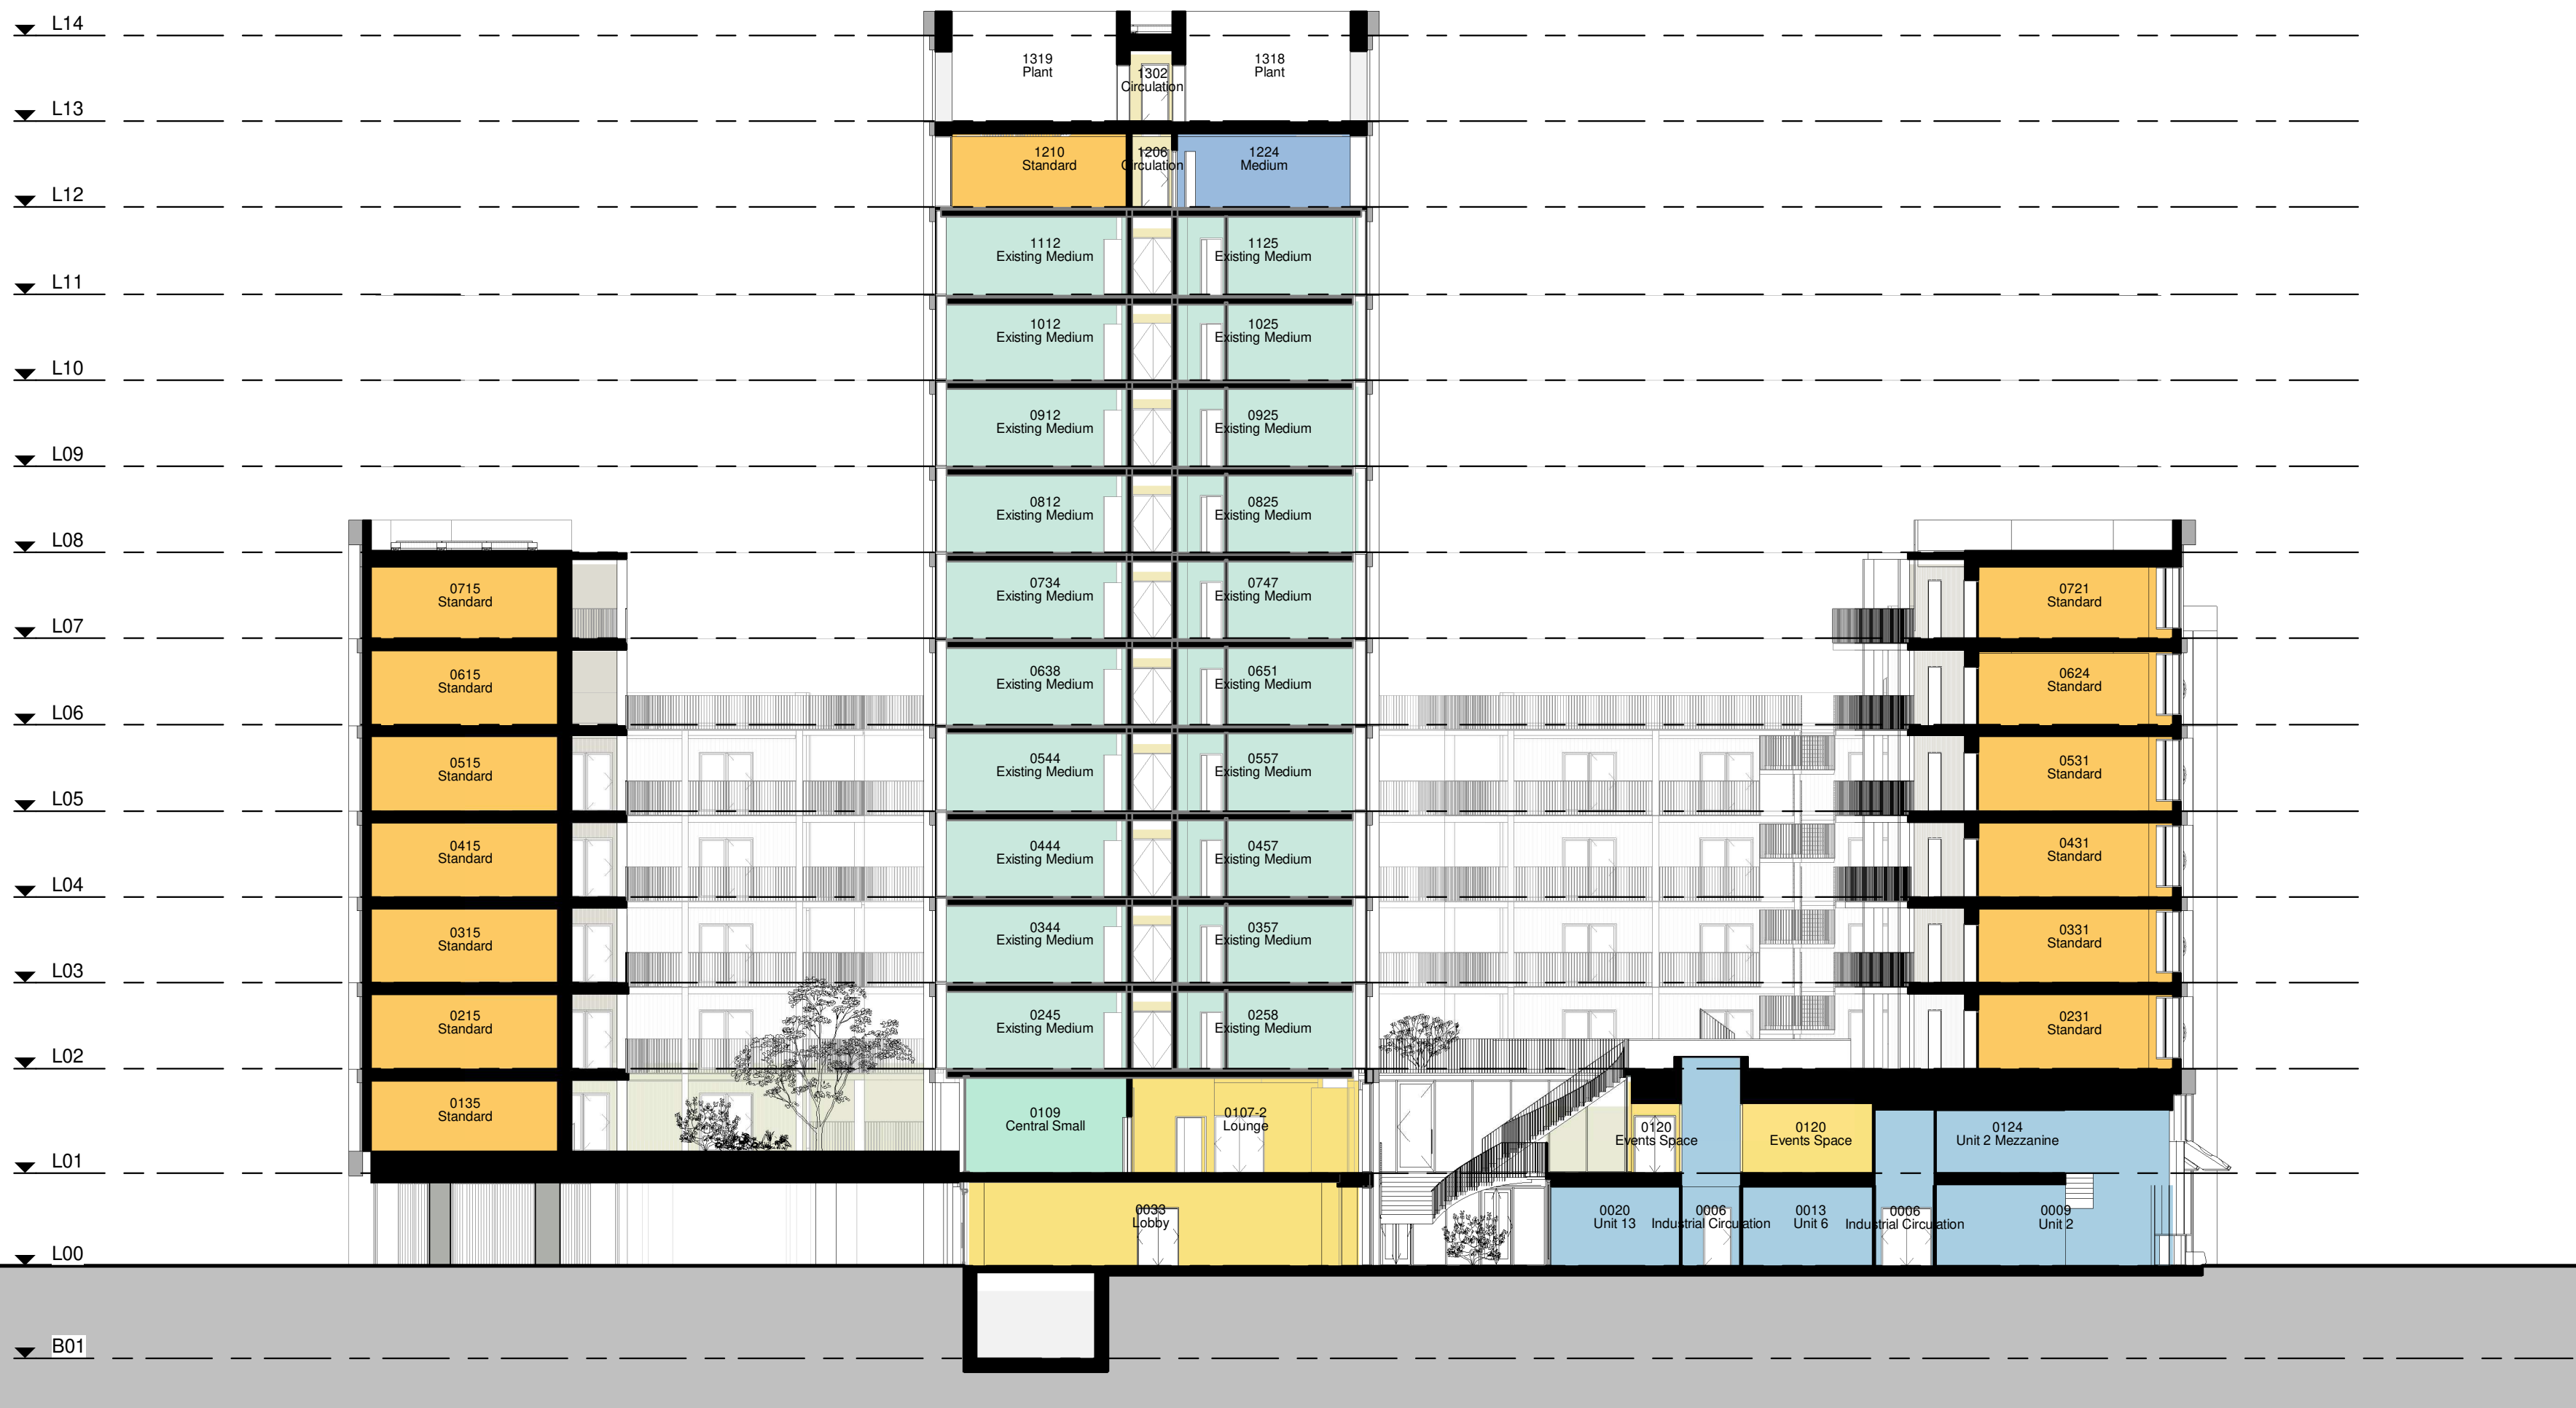 L14
1319
Plant
1302
Circulation
1318
Plant
L13
1210
Standard
1206
Circulation
1224
Medium
L12
1112
Existing Medium
1125
Existing Medium
L11
1012
Existing Medium
1025
Existing Medium
L10
0912
Existing Medium
0925
Existing Medium
L09
0812
Existing Medium
0825
Existing Medium
L08
0715
Standard
0734
Existing Medium
0747
Existing Medium
0721
Standard
L07
0615
Standard
0638
Existing Medium
0651
Existing Medium
0624
Standard
L06
0515
Standard
0544
Existing Medium
0557
Existing Medium
0531
Standard
L05
0415
Standard
0444
Existing Medium
0457
Existing Medium
0431
Standard
L04
0315
Standard
0344
Existing Medium
0357
Existing Medium
0331
Standard
L03
0215
Standard
0245
Existing Medium
0258
Existing Medium
0231
Standard
L02
0135
Standard
0109
Central Small
0107-2
Lounge
0120
Events Space
0120
Events Space
0124
Unit 2 Mezzanine
L01
0033
Lobby
0020
Unit 13
0006
Industrial Circulation
0013
Unit 6
0006
Industrial Circulation
0009
Unit 2
L00
B01